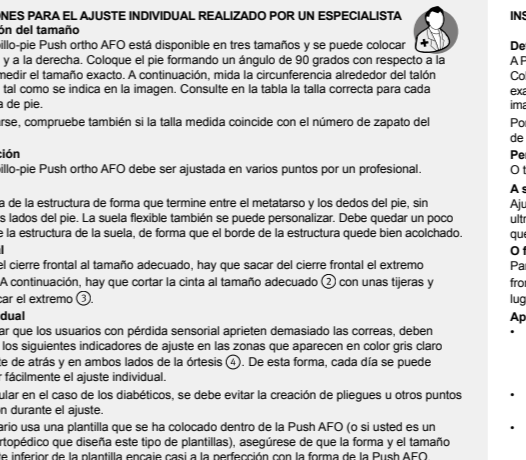 NES PARA EL AJUSTE INDIVIDUAL REALIZADO POR UN ESPECIALISTA
ón del tamaño
illo-pie Push ortho AFO está disponible en tres tamaños y se puede colocar
y a la derecha. Coloque el pie formando un ángulo de 90 grados con respecto a la
medir el tamaño exacto. A continuación, mida la circunferencia alrededor del talón
tal como se indica en la imagen. Consulte en la tabla la talla correcta para cada
a de pie.
rse, compruebe también si la talla medida coincide con el número de zapato del
ción
illo-pie Push ortho AFO debe ser ajustada en varios puntos por un profesional.
a de la estructura de forma que termine entre el metatarso y los dedos del pie, sin
s lados del pie. La suela flexible también se puede personalizar. Debe quedar un poco
e la estructura de la suela, de forma que el borde de la estructura quede bien acolchado.
al
el cierre frontal al tamaño adecuado, hay que sacar del cierre frontal el extremo
A continuación, hay que cortar la cinta al tamaño adecuado ② con unas tijeras y
car el extremo ③.
idual
ar que los usuarios con pérdida sensorial aprieten demasiado las correas, deben
los siguientes indicadores de ajuste en las zonas que aparecen en color gris claro
te de atrás y en ambos lados de la órtesis ④. De esta forma, cada día se puede
r fácilmente el ajuste individual.
ular en el caso de los diabéticos, se debe evitar la creación de pliegues u otros puntos
ón durante el ajuste.
ario usa una plantilla que se ha colocado dentro de la Push AFO (o si usted es un
rtopédico que diseña este tipo de plantillas), asegúrese de que la forma y el tamaño
te inferior de la plantilla encaje casi a la perfección con la forma de la Push AFO.
INS
Det
A P
Col
exa
ima
Por
de
Per
O t
A s
Aju
ultr
que
O f
Par
fron
lug
Ap
•
•
•